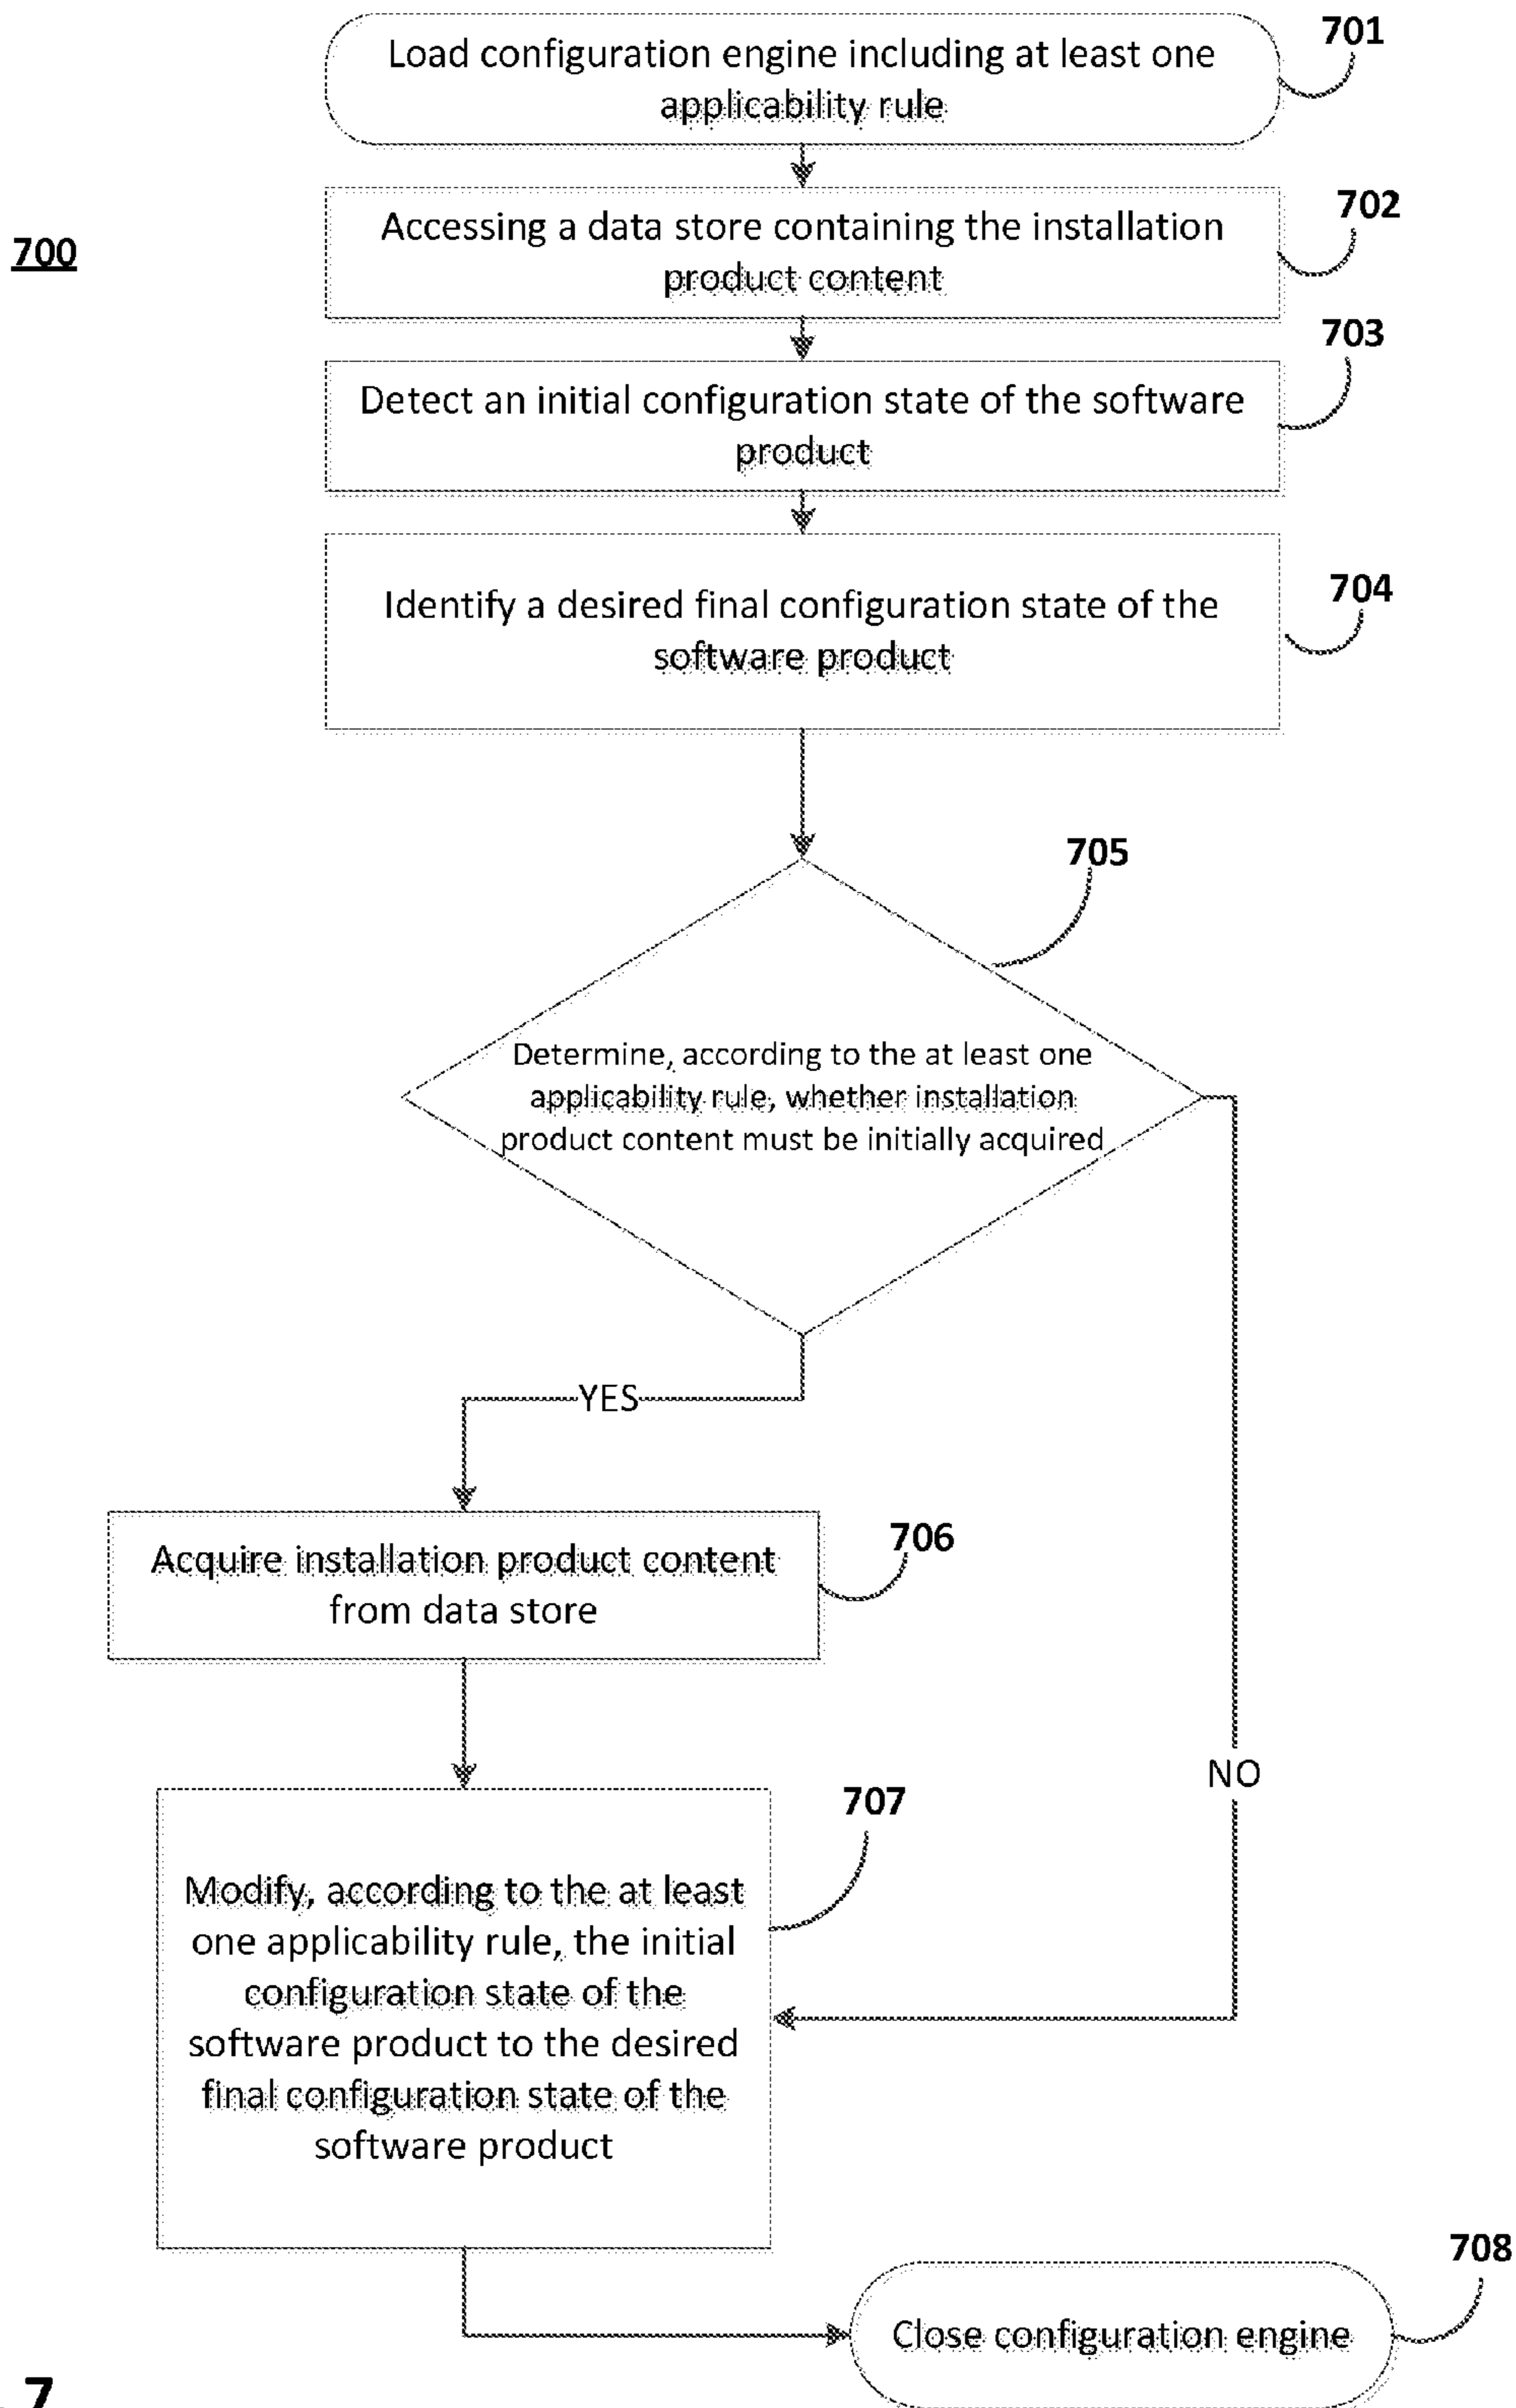 Load configuration engine including at least one
applicability rule
701
Accessing a data store containing the installation
product content
702
700
Detect an initial configuration state of the software
product
703
Identify a desired final configuration state of the
software product
704
705
Determine, according to the at least one
applicability rule, whether installation
product content must be initially acquired
YES
Acquire installation product content
from data store
706
NO
707
Modify, according to the at least
one applicability rule, the initial
configuration state of the
software product to the desired
final configuration state of the
software product
708
Close configuration engine
7